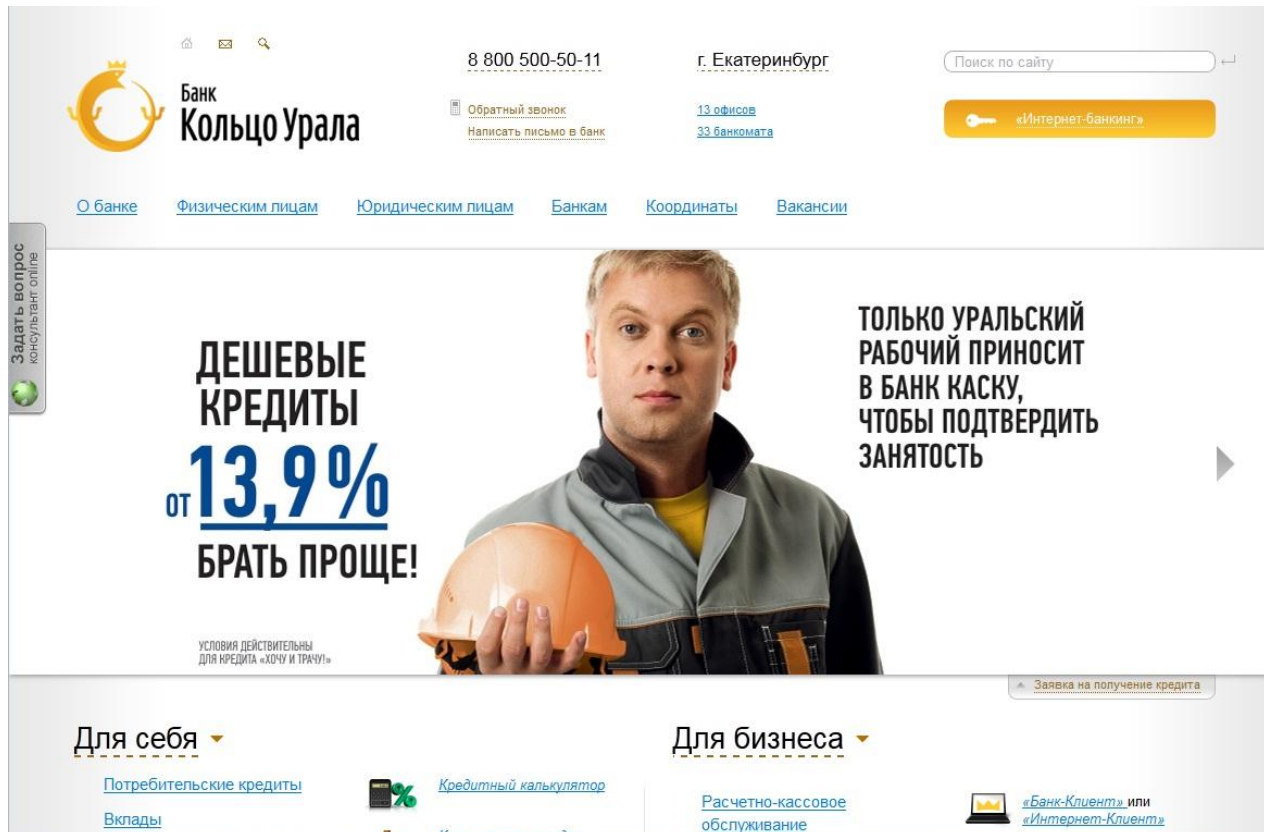 8 800 500-50-11
г. Екатеринбург
Поиск по сайту
Банк
Кольцо Урала
Обратный звонок
Написать письмо в банк
13 офисов
33 банкомата
«Интернет-банкинг»
О банке Физическим лицам Юридическим лицам Банкам Координаты Вакансии
Задать вопрос
консультант online
ДЕШЕВЫЕ
КРЕДИТЫ
от 13,9%
БРАТЬ ПРОЩЕ!
УСЛОВИЯ ДЕЙСТВИТЕЛЬНЫ
ДЛЯ КРЕДИТА «ХОЧУ И ТРАЧУ!»
ТОЛЬКО УРАЛЬСКИЙ
РАБОЧИЙ ПРИНОСИТ
В БАНК КАСКУ,
ЧТОБЫ ПОДТВЕРДИТЬ
ЗАНЯТОСТЬ
Заявка на получение кредита
Для себя
Потребительские кредиты
Вклады
Кредитный калькулятор
Для бизнеса
Расчетно-кассовое
обслуживание
«Банк-Клиент» или
«Интернет-Клиент»